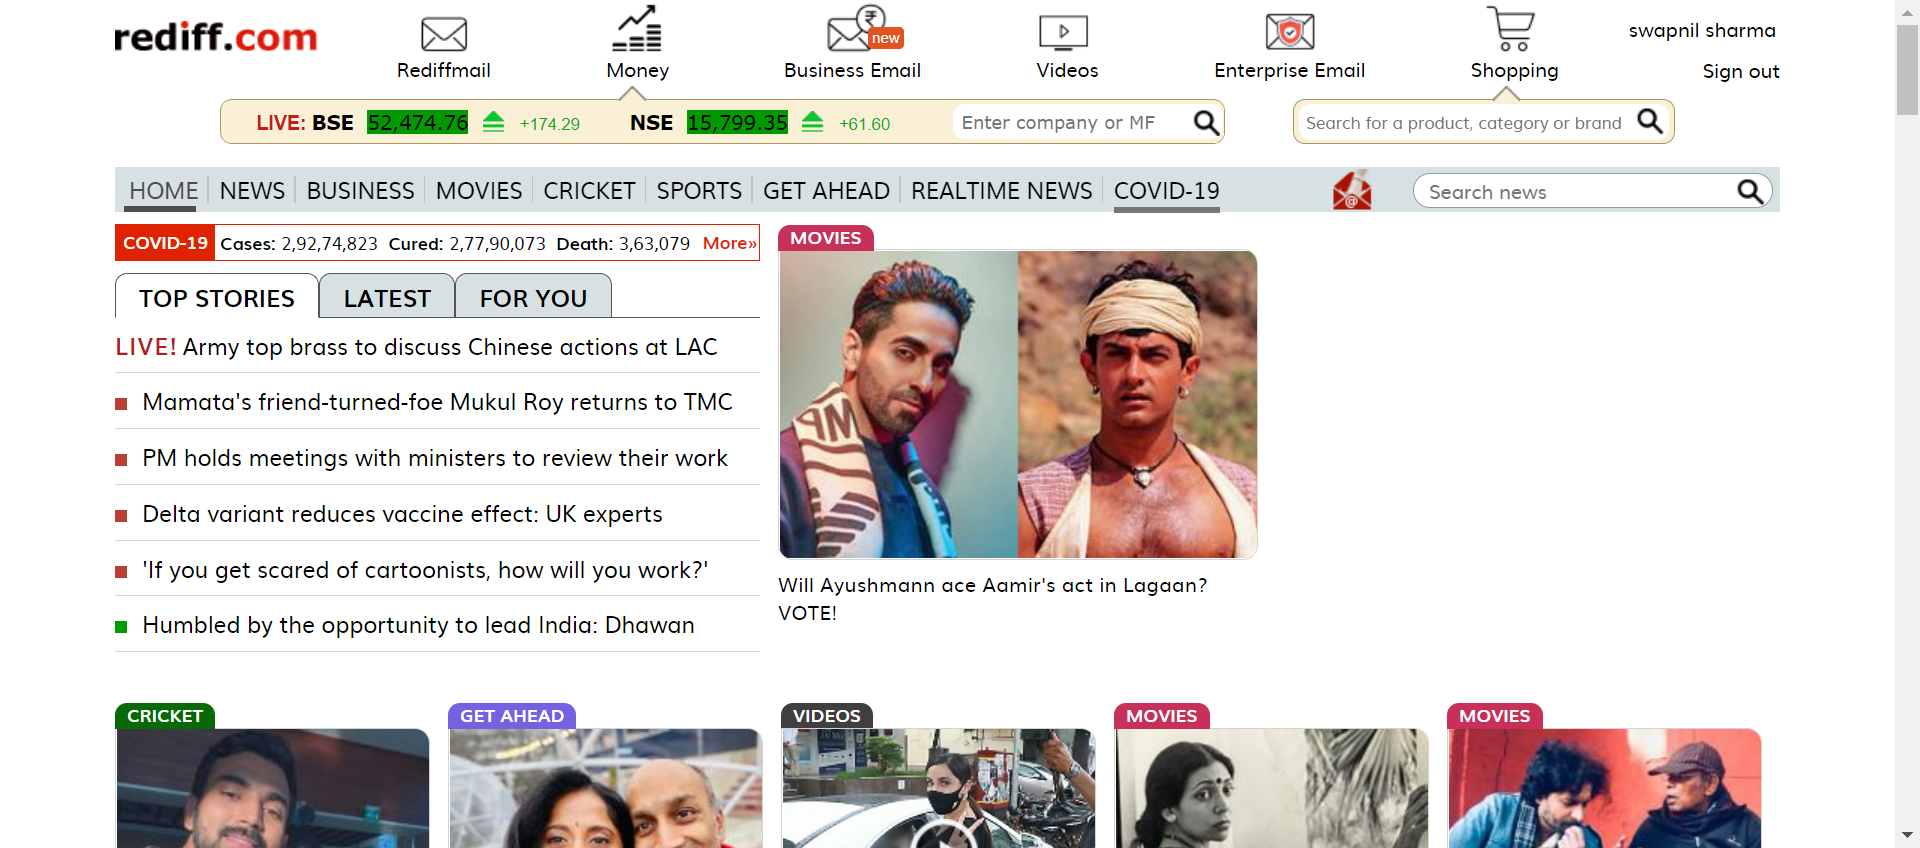 rediff.com
Rediffmail
Money
new
Business Email
Videos
Enterprise Email
Shopping
swapnil sharma
Sign out
LIVE: BSE 52,474.76 +174.29 NSE 15,799.35 +61.60
Enter company or MF
Search for a product, category or brand
HOME NEWS BUSINESS MOVIES CRICKET SPORTS GET AHEAD REALTIME NEWS COVID-19
@
Search news
COVID-19 Cases: 2,92,74,823 Cured: 2,77,90,073 Death: 3,63,079 More»
TOP STORIES LATEST FOR YOU
LIVE! Army top brass to discuss Chinese actions at LAC
Mamata's friend-turned-foe Mukul Roy returns to TMC
PM holds meetings with ministers to review their work
Delta variant reduces vaccine effect: UK experts
'If you get scared of cartoonists, how will you work?'
Humbled by the opportunity to lead India: Dhawan
MOVIES
Will Ayushmann ace Aamir's act in Lagaan?
VOTE!
CRICKET
GET AHEAD
VIDEOS
MOVIES
MOVIES